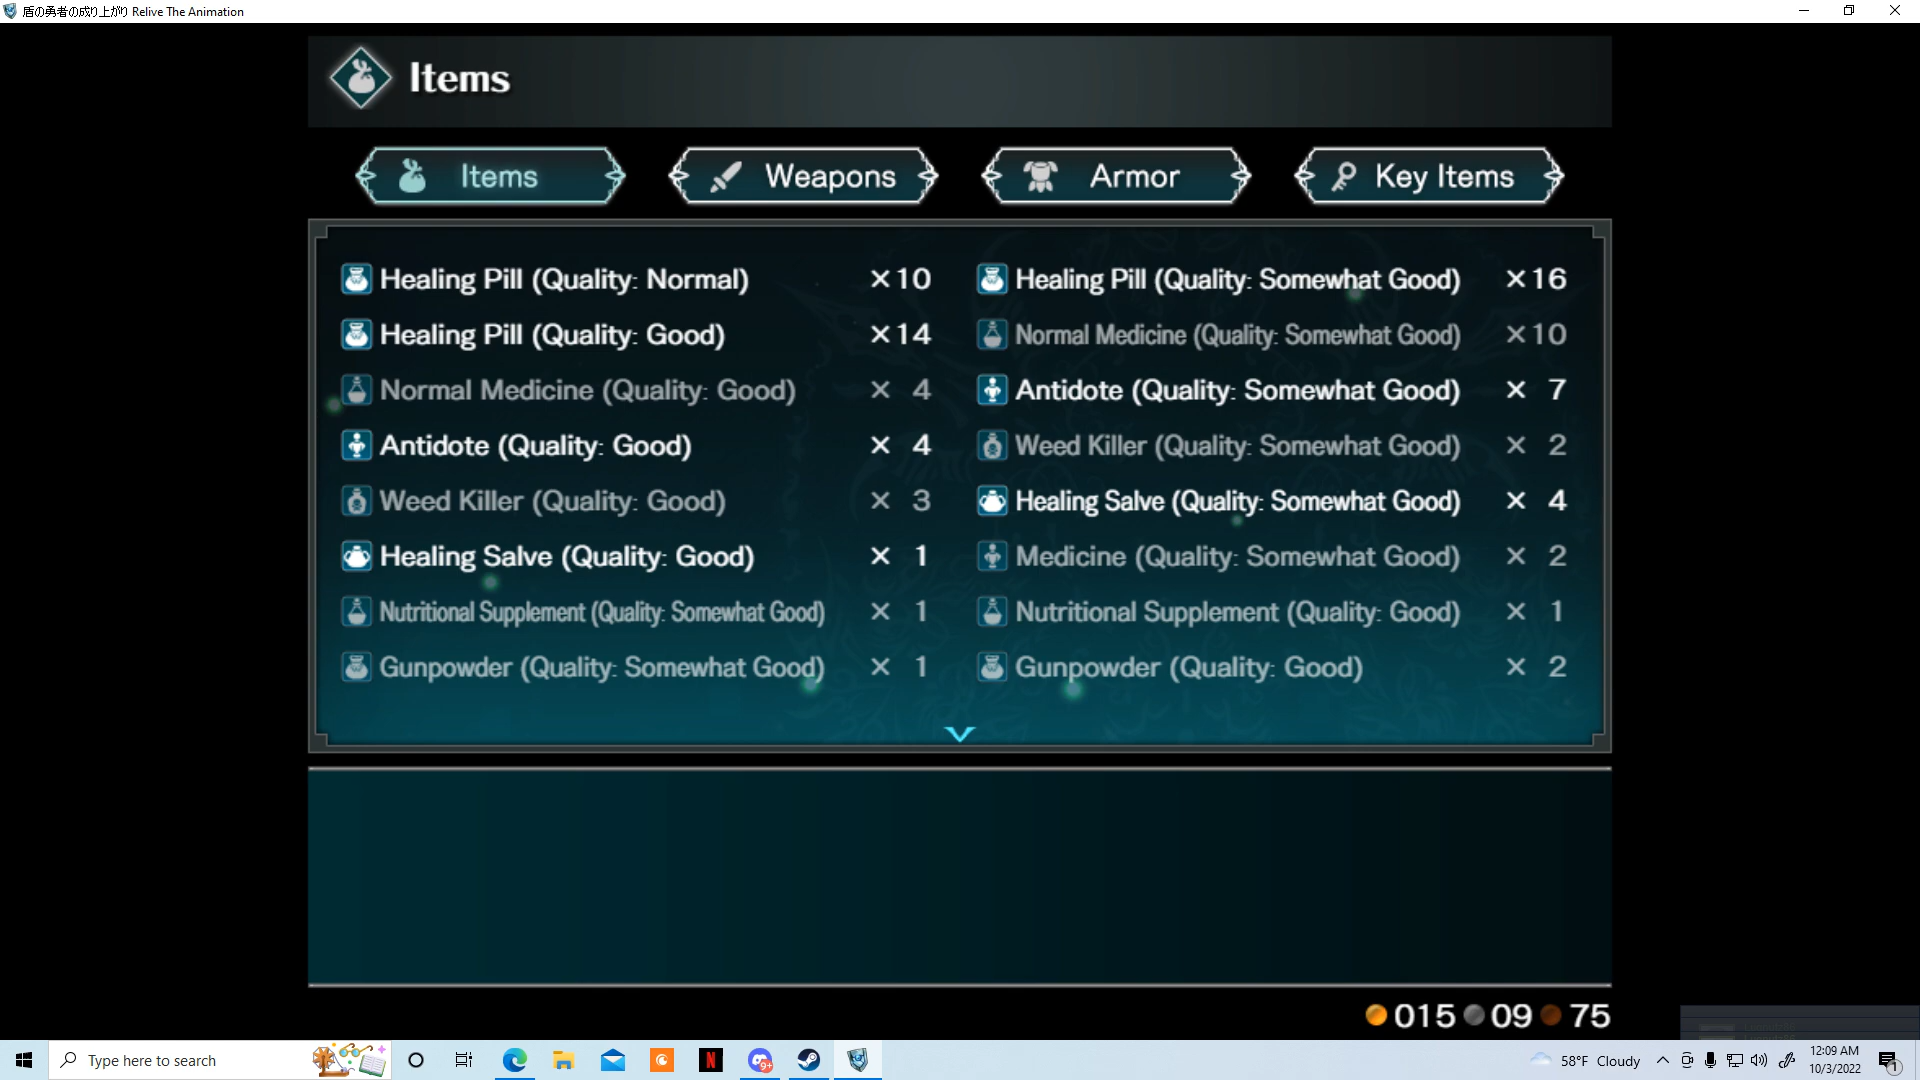 盾の勇者の成り上がり Relive The Animation
Items
Items
Weapons
Armor
Key Items
Healing Pill (Quality: Normal) ×10
Healing Pill (Quality: Somewhat Good) ×16
Healing Pill (Quality: Good) ×14
Normal Medicine (Quality: Somewhat Good) ×10
Normal Medicine (Quality: Good) × 4
Antidote (Quality: Somewhat Good) × 7
Antidote (Quality: Good) × 4
Weed Killer (Quality: Somewhat Good) × 2
Weed Killer (Quality: Good) × 3
Healing Salve (Quality: Somewhat Good) × 4
Healing Salve (Quality: Good) × 1
Medicine (Quality: Somewhat Good) × 2
Nutritional Supplement (Quality: Somewhat Good) × 1
Nutritional Supplement (Quality: Good) × 1
Gunpowder (Quality: Somewhat Good) × 1
Gunpowder (Quality: Good) × 2
015 09 75
Type here to search
N
9+
58°F Cloudy
12:09 AM
10/3/2022
1